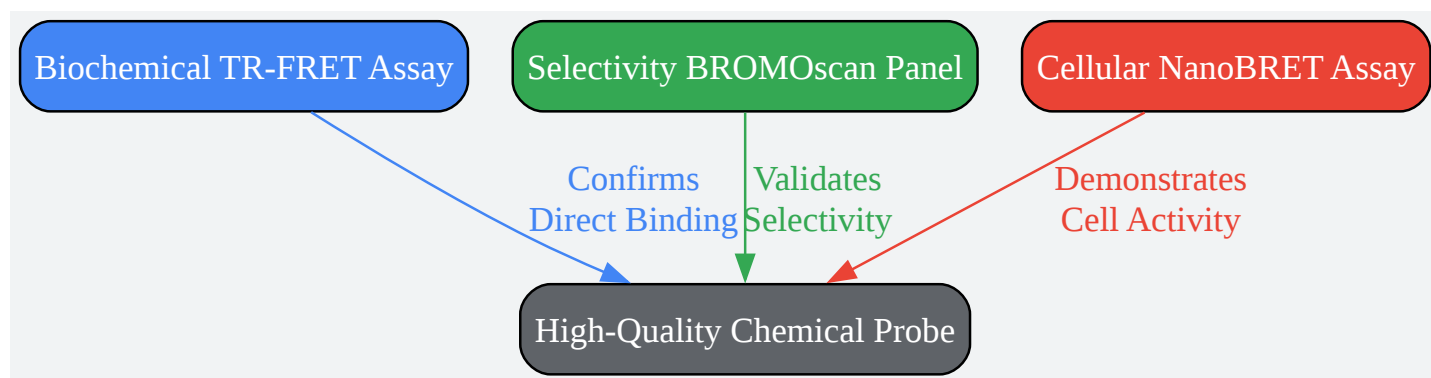 Biochemical TR-FRET Assay
Selectivity BROMOscan Panel
Cellular NanoBRET Assay
Confirms
Direct Binding
Validates
Selectivity
Demonstrates
Cell Activity
High-Quality Chemical Probe